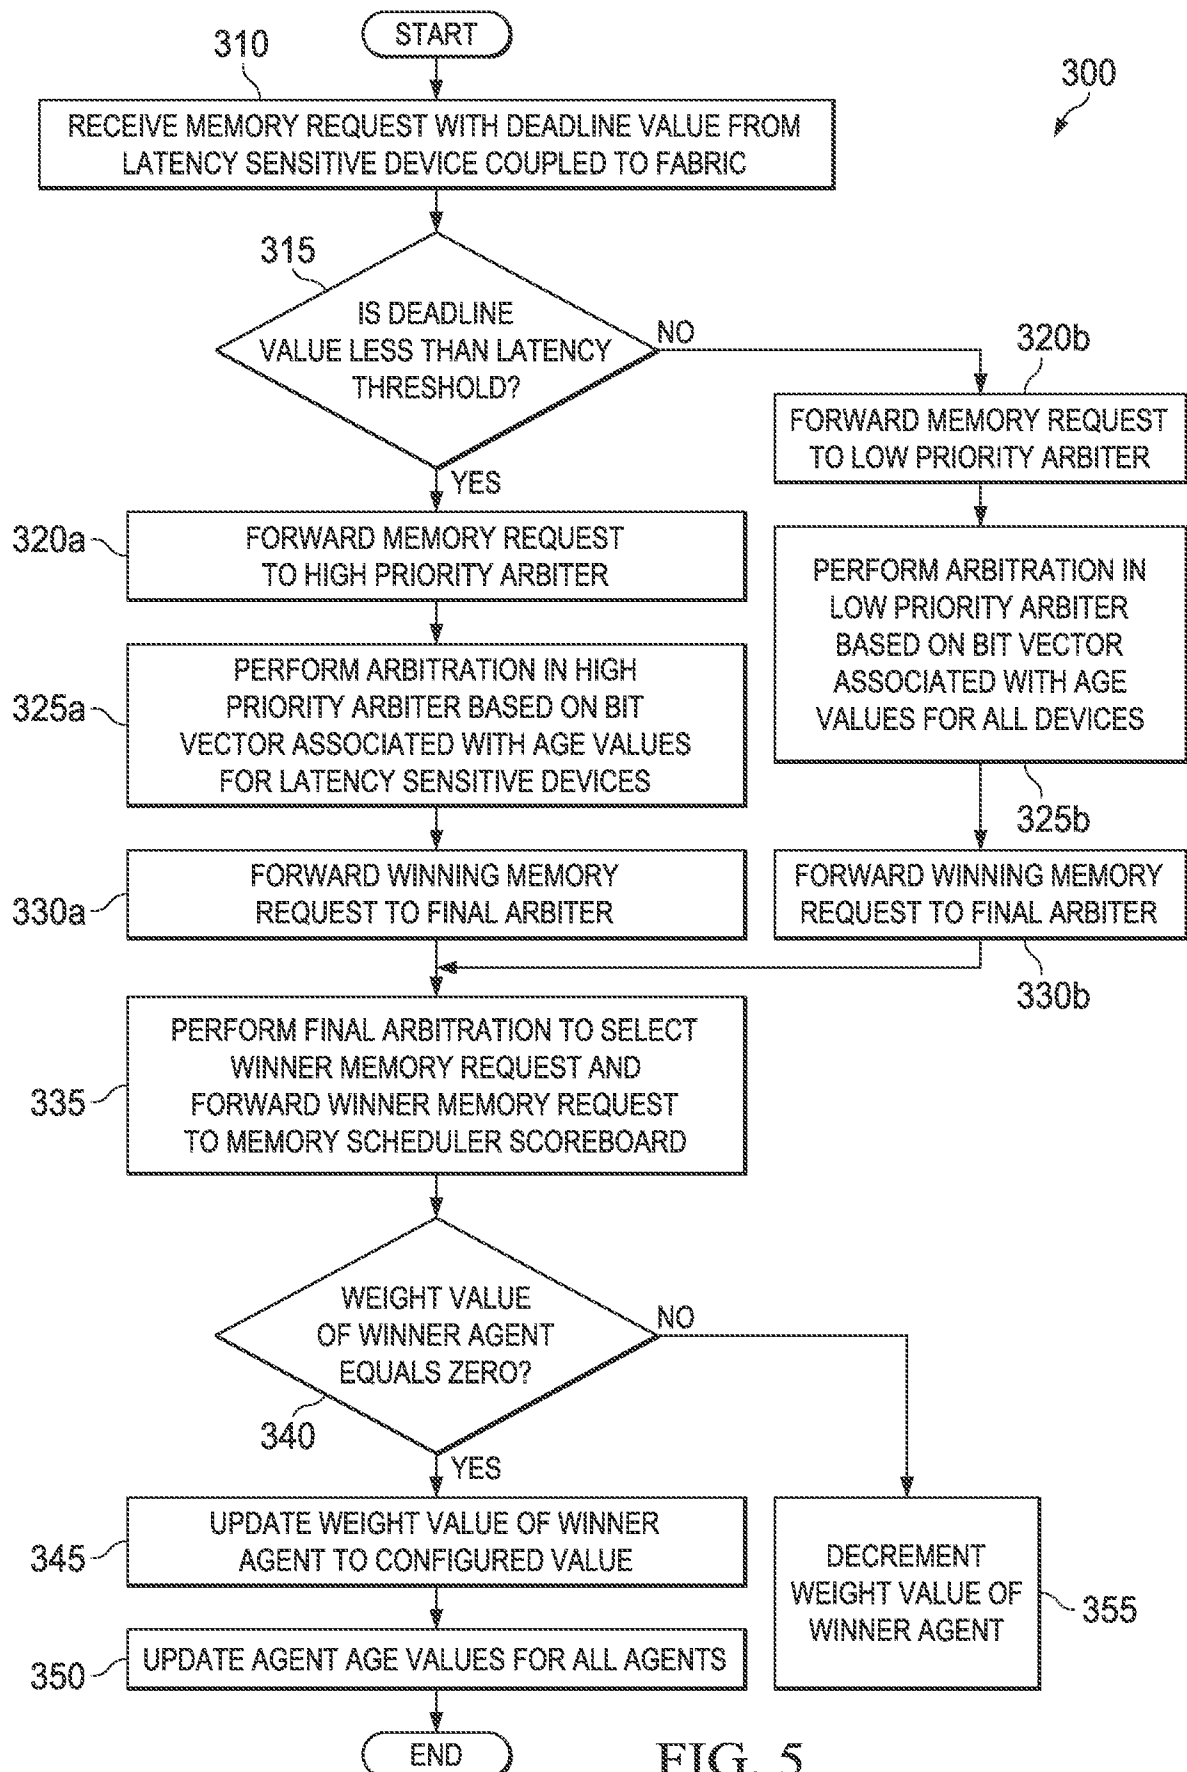 START
310
300
RECEIVE MEMORY REQUEST WITH DEADLINE VALUE FROM
LATENCY SENSITIVE DEVICE COUPLED TO FABRIC
315
IS DEADLINE
VALUE LESS THAN LATENCY
THRESHOLD?
NO
YES
320b
FORWARD MEMORY REQUEST
TO LOW PRIORITY ARBITER
320a
FORWARD MEMORY REQUEST
TO HIGH PRIORITY ARBITER
PERFORM ARBITRATION IN
LOW PRIORITY ARBITER
BASED ON BIT VECTOR
ASSOCIATED WITH AGE
VALUES FOR ALL DEVICES
325b
325a
PERFORM ARBITRATION IN HIGH
PRIORITY ARBITER BASED ON BIT
VECTOR ASSOCIATED WITH AGE VALUES
FOR LATENCY SENSITIVE DEVICES
330a
FORWARD WINNING MEMORY
REQUEST TO FINAL ARBITER
FORWARD WINNING MEMORY
REQUEST TO FINAL ARBITER
330b
335
PERFORM FINAL ARBITRATION TO SELECT
WINNER MEMORY REQUEST AND
FORWARD WINNER MEMORY REQUEST
TO MEMORY SCHEDULER SCOREBOARD
WEIGHT VALUE
OF WINNER AGENT
EQUALS ZERO?
340
NO
YES
345
UPDATE WEIGHT VALUE OF WINNER
AGENT TO CONFIGURED VALUE
DECREMENT
WEIGHT VALUE OF
WINNER AGENT
355
350
UPDATE AGENT AGE VALUES FOR ALL AGENTS
END
FIG. 5